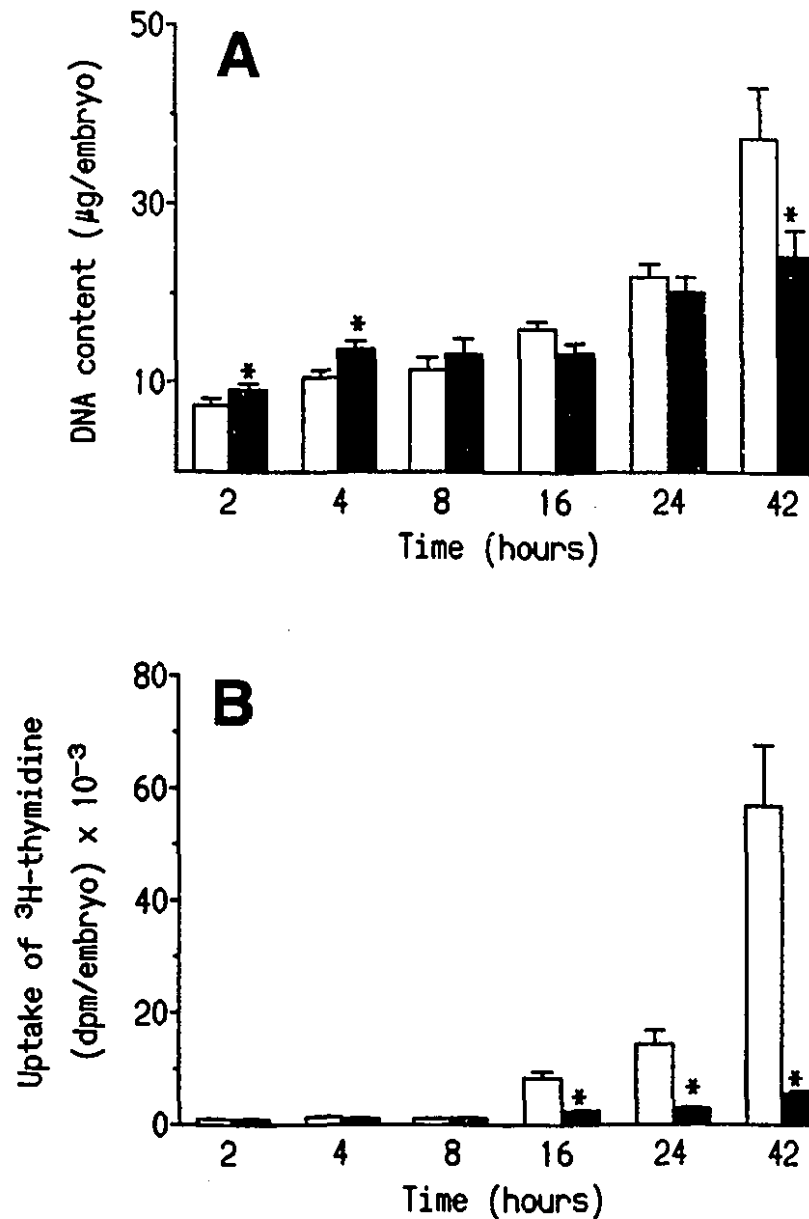 A
DNA content (µg/embryo)
50
30
10
*
*
*
2 4 8 16 24 42
Time (hours)
B
Uptake of ³H-thymidine
(dpm/embryo) x 10⁻³
80
60
40
20
0
*
*
*
2 4 8 16 24 42
Time (hours)